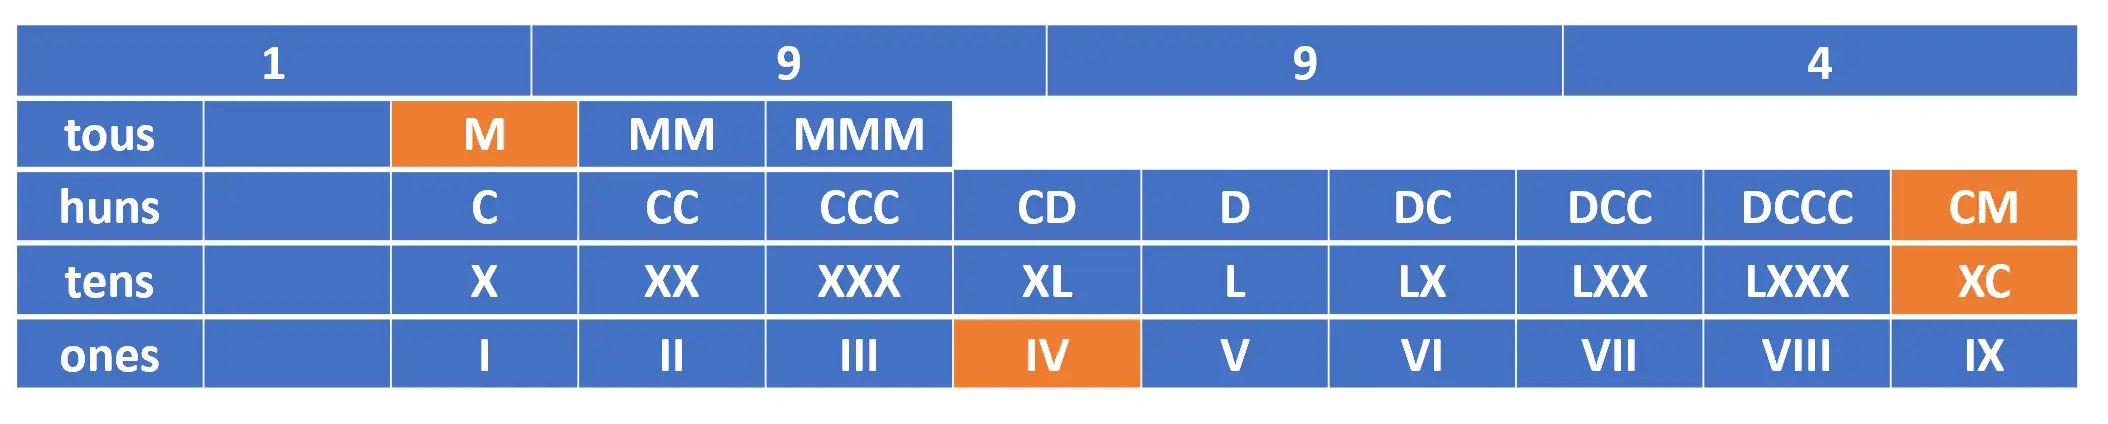 1 9 9 4
tous M MM MMM
huns C CC CCC CD D DC DCC DCCC CM
tens X XX XXX XL L LX LXX LXXX XC
ones I II III IV V VI VII VIII IX